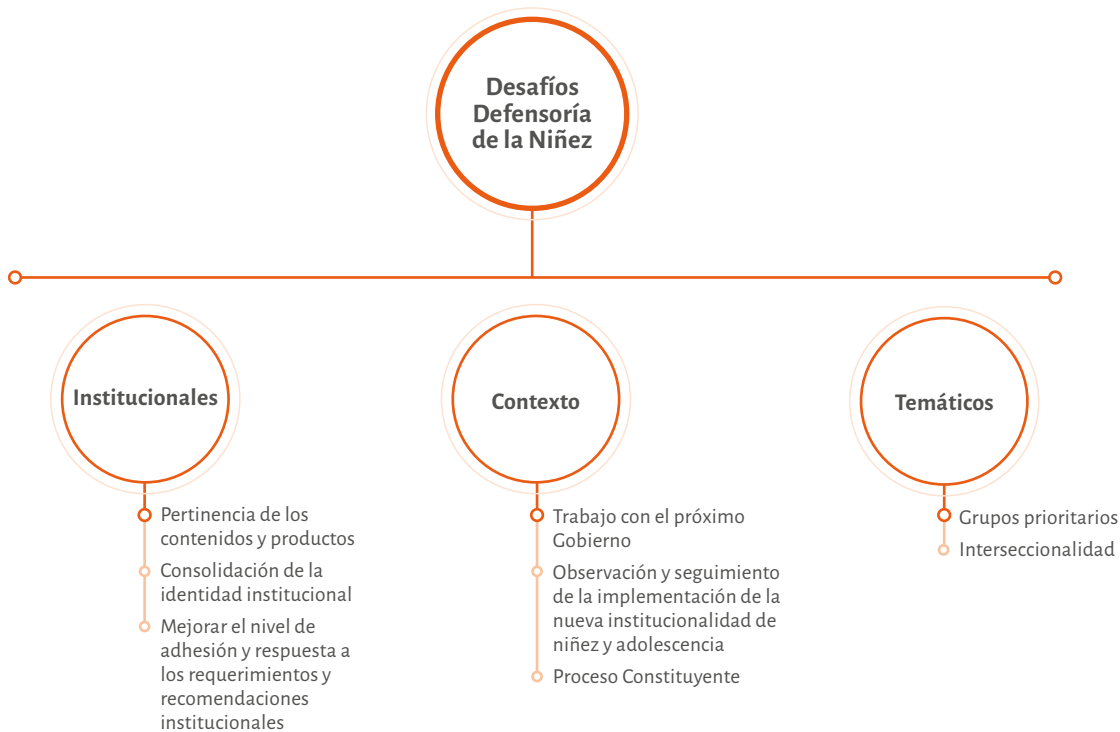 Desafíos
Defensoría
de la Niñez
Institucionales
Pertinencia de los
contenidos y productos
Consolidación de la
identidad institucional
Mejorar el nivel de
adhesión y respuesta a
los requerimientos y
recomendaciones
institucionales
Contexto
Trabajo con el próximo
Gobierno
Observación y seguimiento
de la implementación de la
nueva institucionalidad de
niñez y adolescencia
Proceso Constituyente
Temáticos
Grupos prioritarios
Interseccionalidad